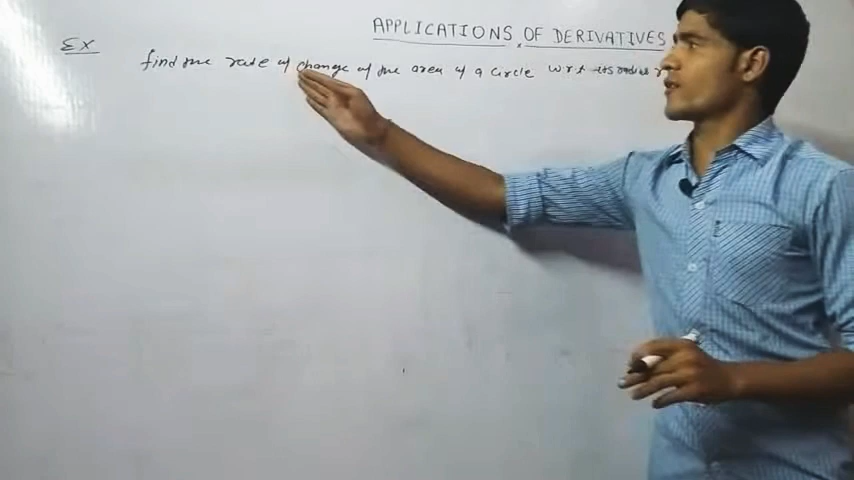 APPLICATIONS OF DERIVATIVES
Ex find the rate of change of the area of a circle w.r.t its radius r